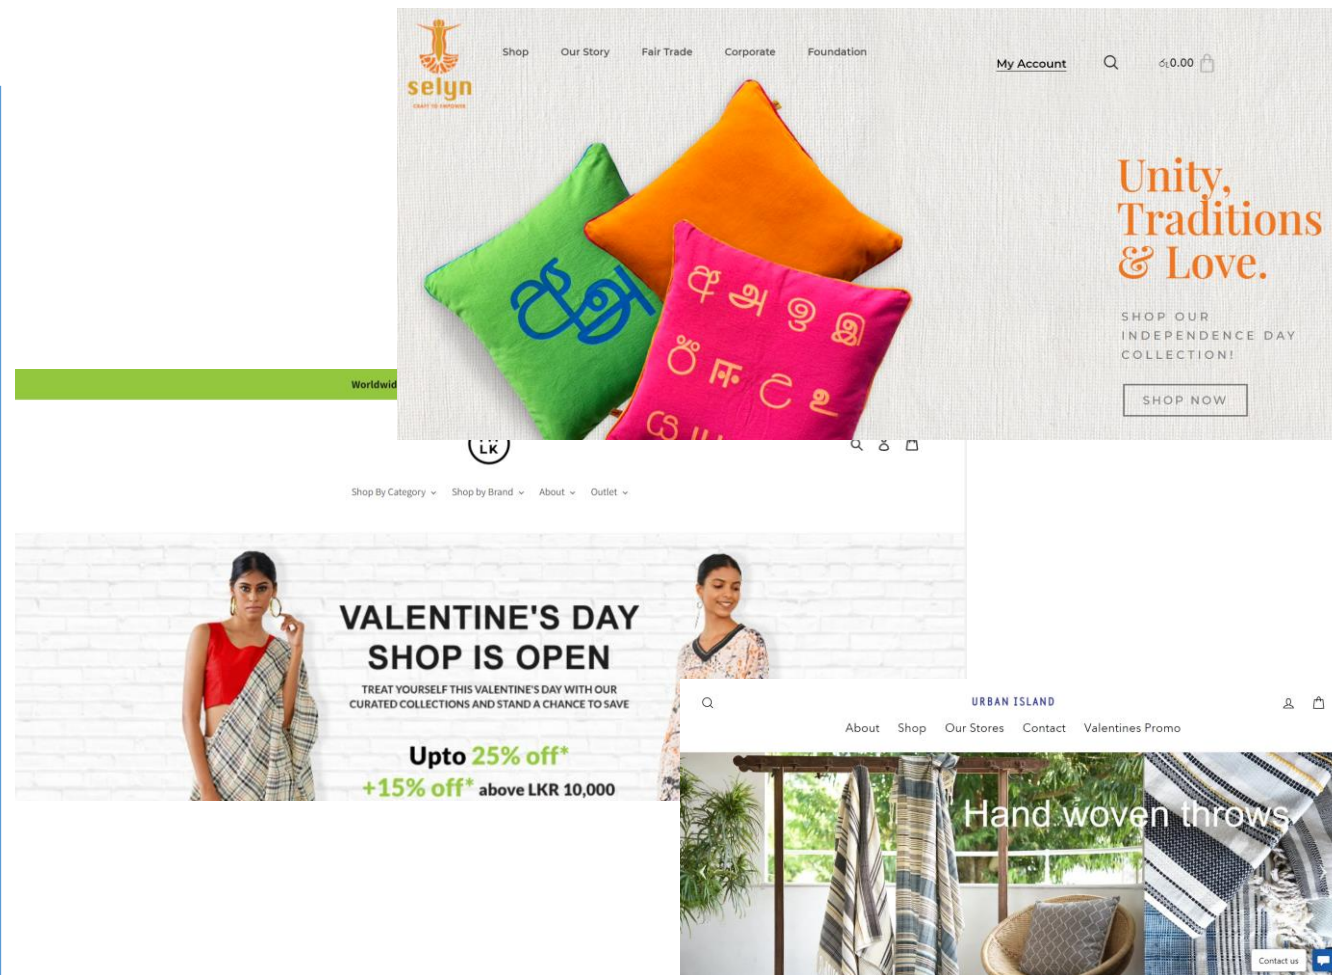 selyn
CRAFT TO EMPOWER
Shop Our Story Fair Trade Corporate Foundation
My Account
රු0.00
Unity,
Traditions
& Love.
SHOP OUR
INDEPENDENCE DAY
COLLECTION!
SHOP NOW
අ அ
අ அ இ இ
ඊ ஈ උ உ
Worldwid
LK
Shop By Category Shop by Brand About Outlet
VALENTINE'S DAY
SHOP IS OPEN
TREAT YOURSELF THIS VALENTINE'S DAY WITH OUR
CURATED COLLECTIONS AND STAND A CHANCE TO SAVE
Upto 25% off*
+15% off* above LKR 10,000
URBAN ISLAND
About Shop Our Stores Contact Valentines Promo
Hand woven throws
Contact us